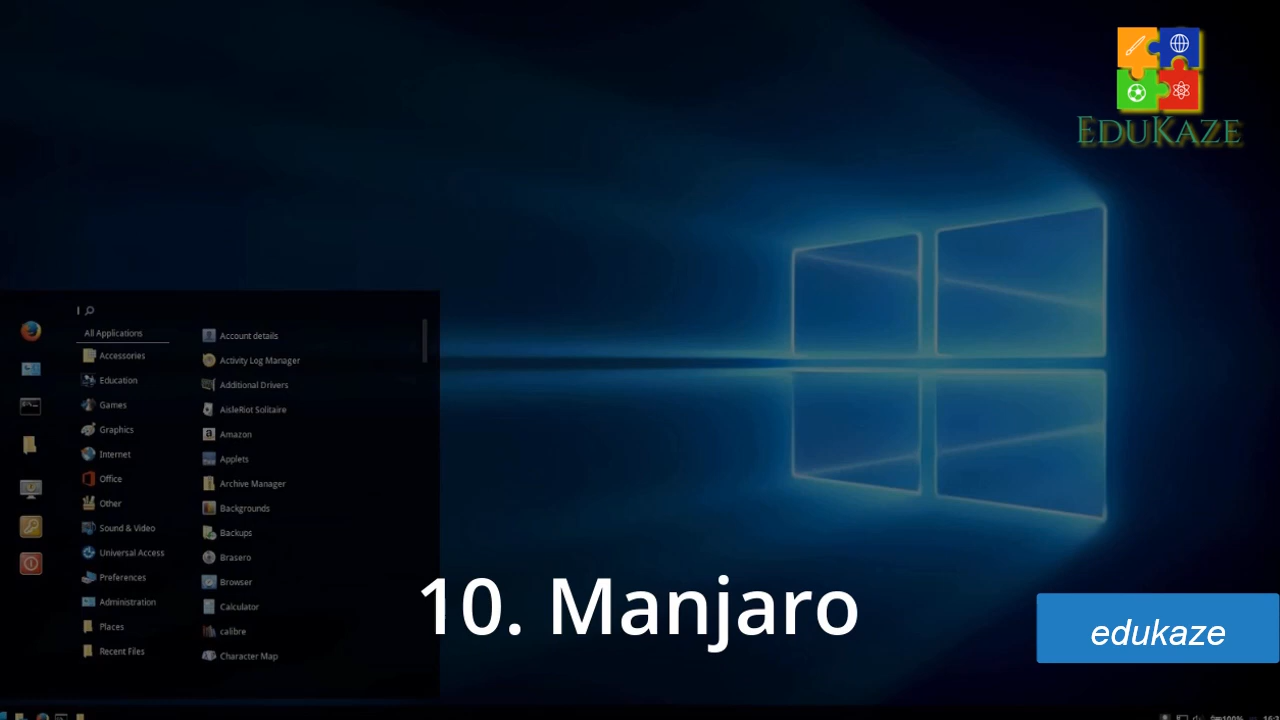 EDUKAZE
All Applications
Accessories
Education
Games
Graphics
Internet
Office
Other
Sound & Video
Universal Access
Preferences
Administration
Places
Recent Files
Account details
Activity Log Manager
Additional Drivers
AisleRiot Solitaire
Amazon
Applets
Archive Manager
Backgrounds
Backups
Brasero
Browser
Calculator
calibre
Character Map
10. Manjaro
edukaze
100%